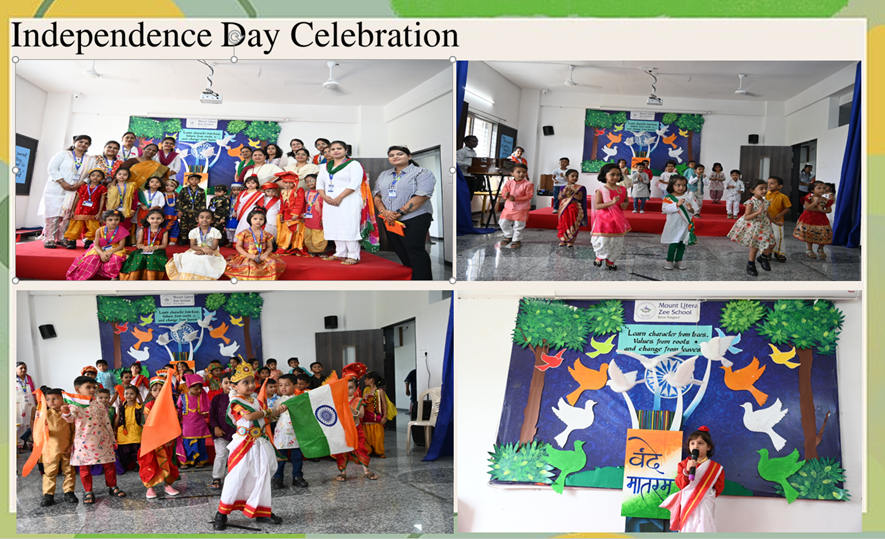 Independence Day Celebration
Mount Litera
Zee School
Learn character from trees,
Values from roots
and change from leaves
वंदे
मातरम